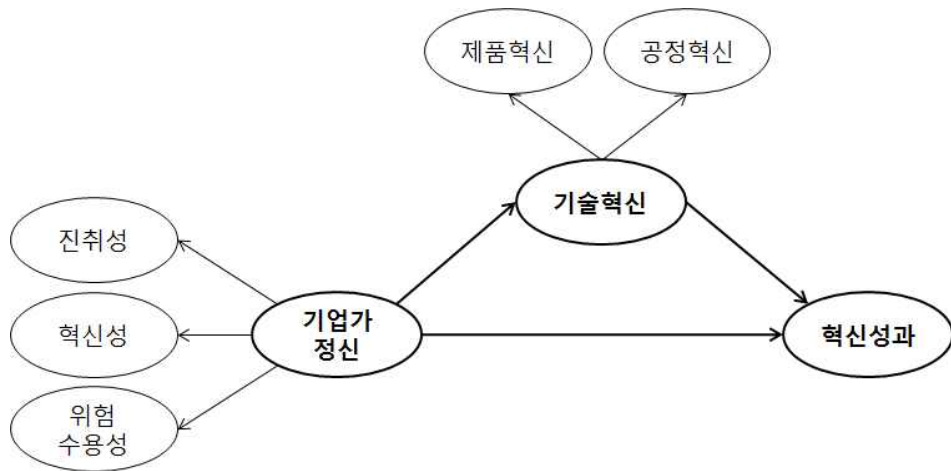 제품혁신
공정혁신
기술혁신
진취성
혁신성
기업가
정신
혁신성과
위험
수용성